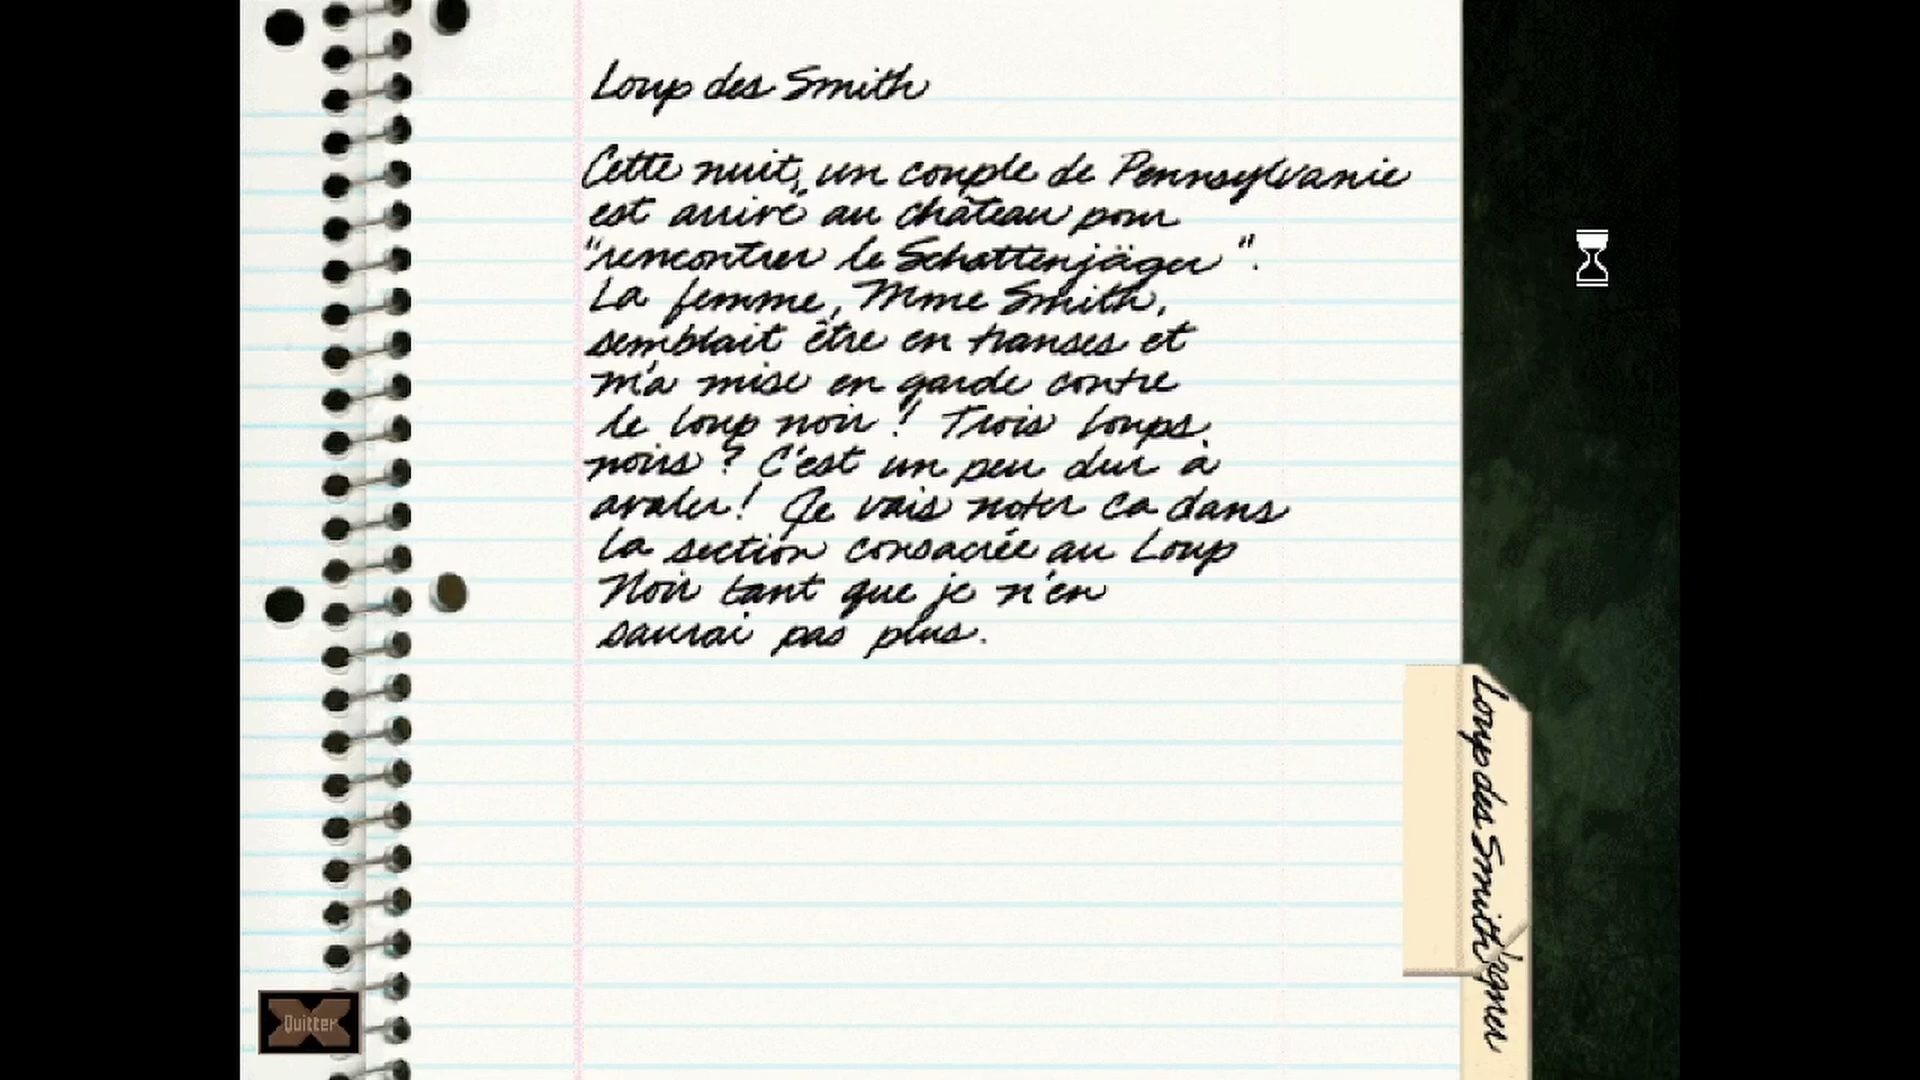 Loup des Smith
Cette nuit, un couple de Pennsylvanie
est arrivé au château pour
"rencontrer le Schattenjäger".
La femme, Mme Smith,
semblait être en transes et
m'a mise en garde contre
le loup noir ! Trois loups
noirs ? C'est un peu dur à
avaler ! Je vais noter ca dans
la section consacrée au Loup
Noir tant que je n'en
saurai pas plus.
Loup des Smith
Quitter